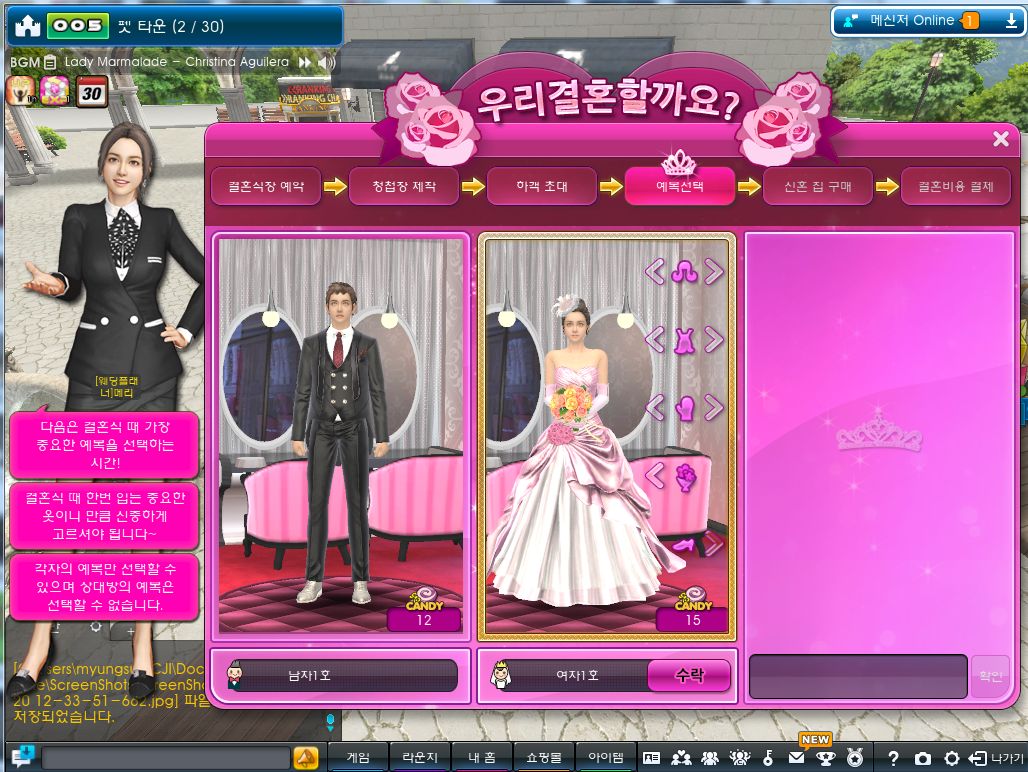 005 펫 타운 (2 / 30)
메신저 Online 1
BGM Lady Marmalade - Christina Aguilera
30
RANKING
우리결혼할까요?
결혼식장 예약
청첩장 제작
하객 초대
예복선택
신혼 집 구매
결혼비용 결제
[웨딩플래
너]메리
다음은 결혼식 때 가장
중요한 예복을 선택하는
시간!
결혼식 때 한번 입는 중요한
옷이니 만큼 신중하게
고르셔야 됩니다~
각자의 예복만 선택할 수
있으며 상대방의 예복은
선택할 수 없습니다.
CANDY
12
CANDY
15
남자1호
여자1호
수락
확인
20 12-33-51-662.jpg] 파일
저장되었습니다.
NEW
게임
라운지
내 홈
쇼핑몰
아이템
나가기